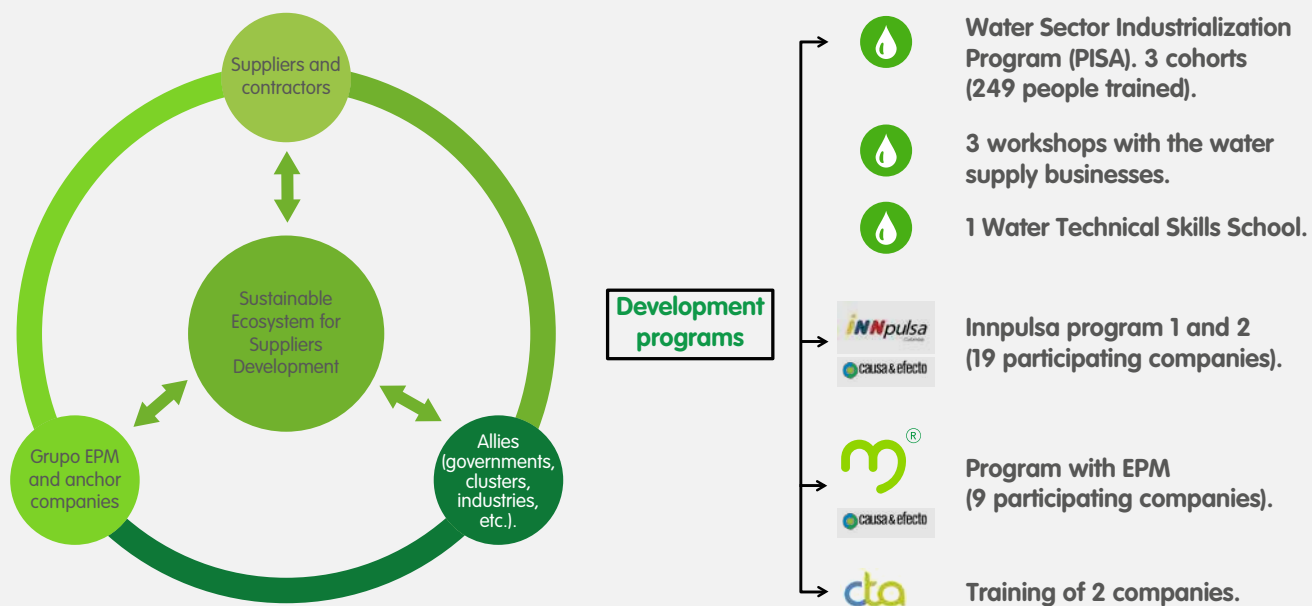 Suppliers and
contractors
Sustainable
Ecosystem for
Suppliers
Development
Grupo EPM
and anchor
companies
Allies
(governments,
clusters,
industries,
etc.).
Development
programs
Water Sector Industrialization
Program (PISA). 3 cohorts
(249 people trained).
3 workshops with the water
supply businesses.
1 Water Technical Skills School.
iNNpulsa
Colombia
causa&efecto
Innpulsa program 1 and 2
(19 participating companies).
®
causa&efecto
Program with EPM
(9 participating companies).
cta
Training of 2 companies.